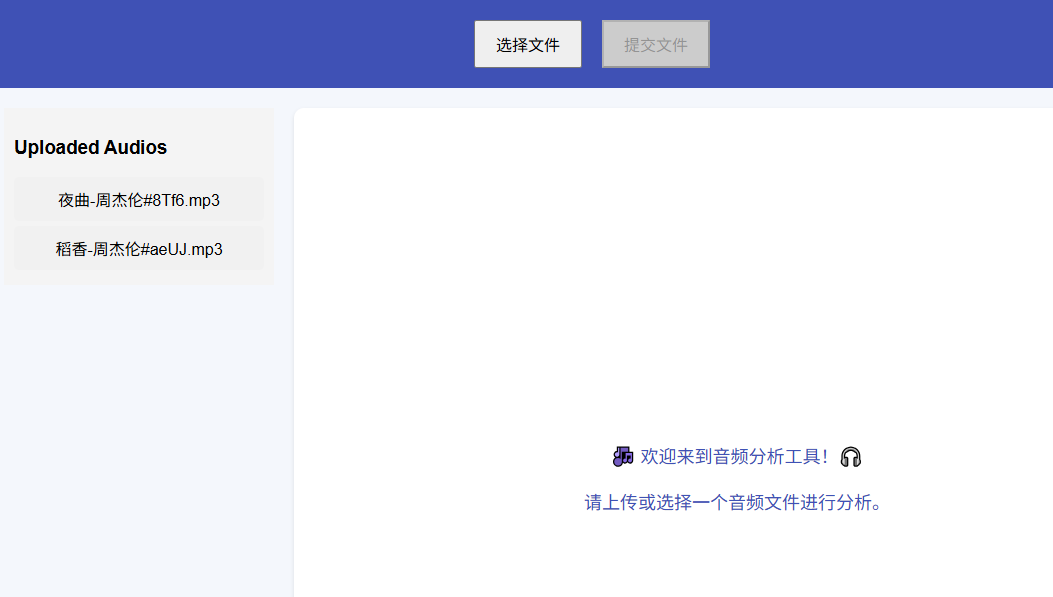 选择文件
提交文件
Uploaded Audios
夜曲-周杰伦#8Tf6.mp3
稻香-周杰伦#aeUJ.mp3
🎶 欢迎来到音频分析工具！🎧
请上传或选择一个音频文件进行分析。